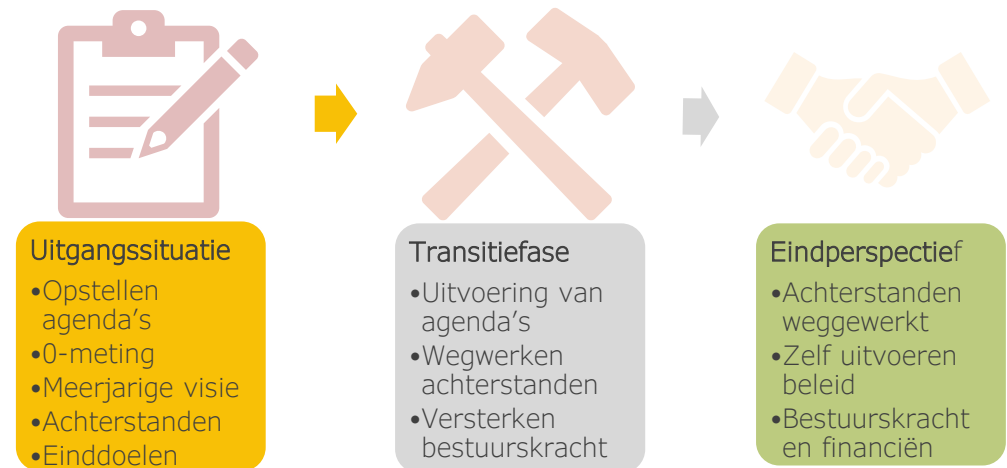 Uitgangssituatie
•Opstellen
agenda’s
•0-meting
•Meerjarige visie
•Achterstanden
•Einddoelen
Transitiefase
•Uitvoering van
agenda’s
•Wegwerken
achterstanden
•Versterken
bestuurskracht
Eindperspectief
•Achterstanden
weggewerkt
•Zelf uitvoeren
beleid
•Bestuurskracht
en financiën